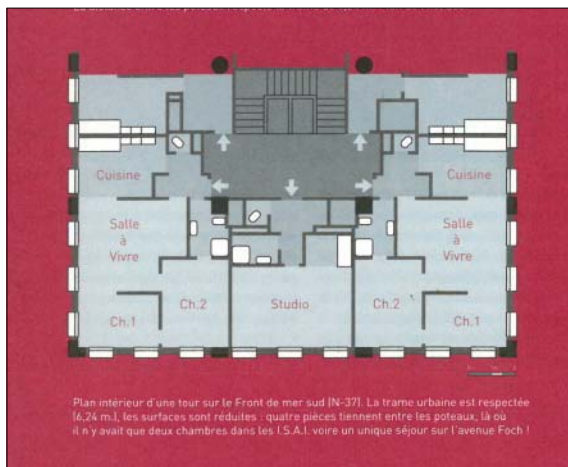 Cuisine
Cuisine
Salle
à
Vivre
Salle
à
Vivre
Ch.2
Studio
Ch.2
Ch.1
Ch.1
Plan intérieur d'une tour sur le Front de mer sud (N-37). La trame urbaine est respectée
(6,24 m.), les surfaces sont réduites : quatre pièces tiennent entre les poteaux, là où
il n'y avait que deux chambres dans les I.S.A.I. voire un unique séjour sur l'avenue Foch !